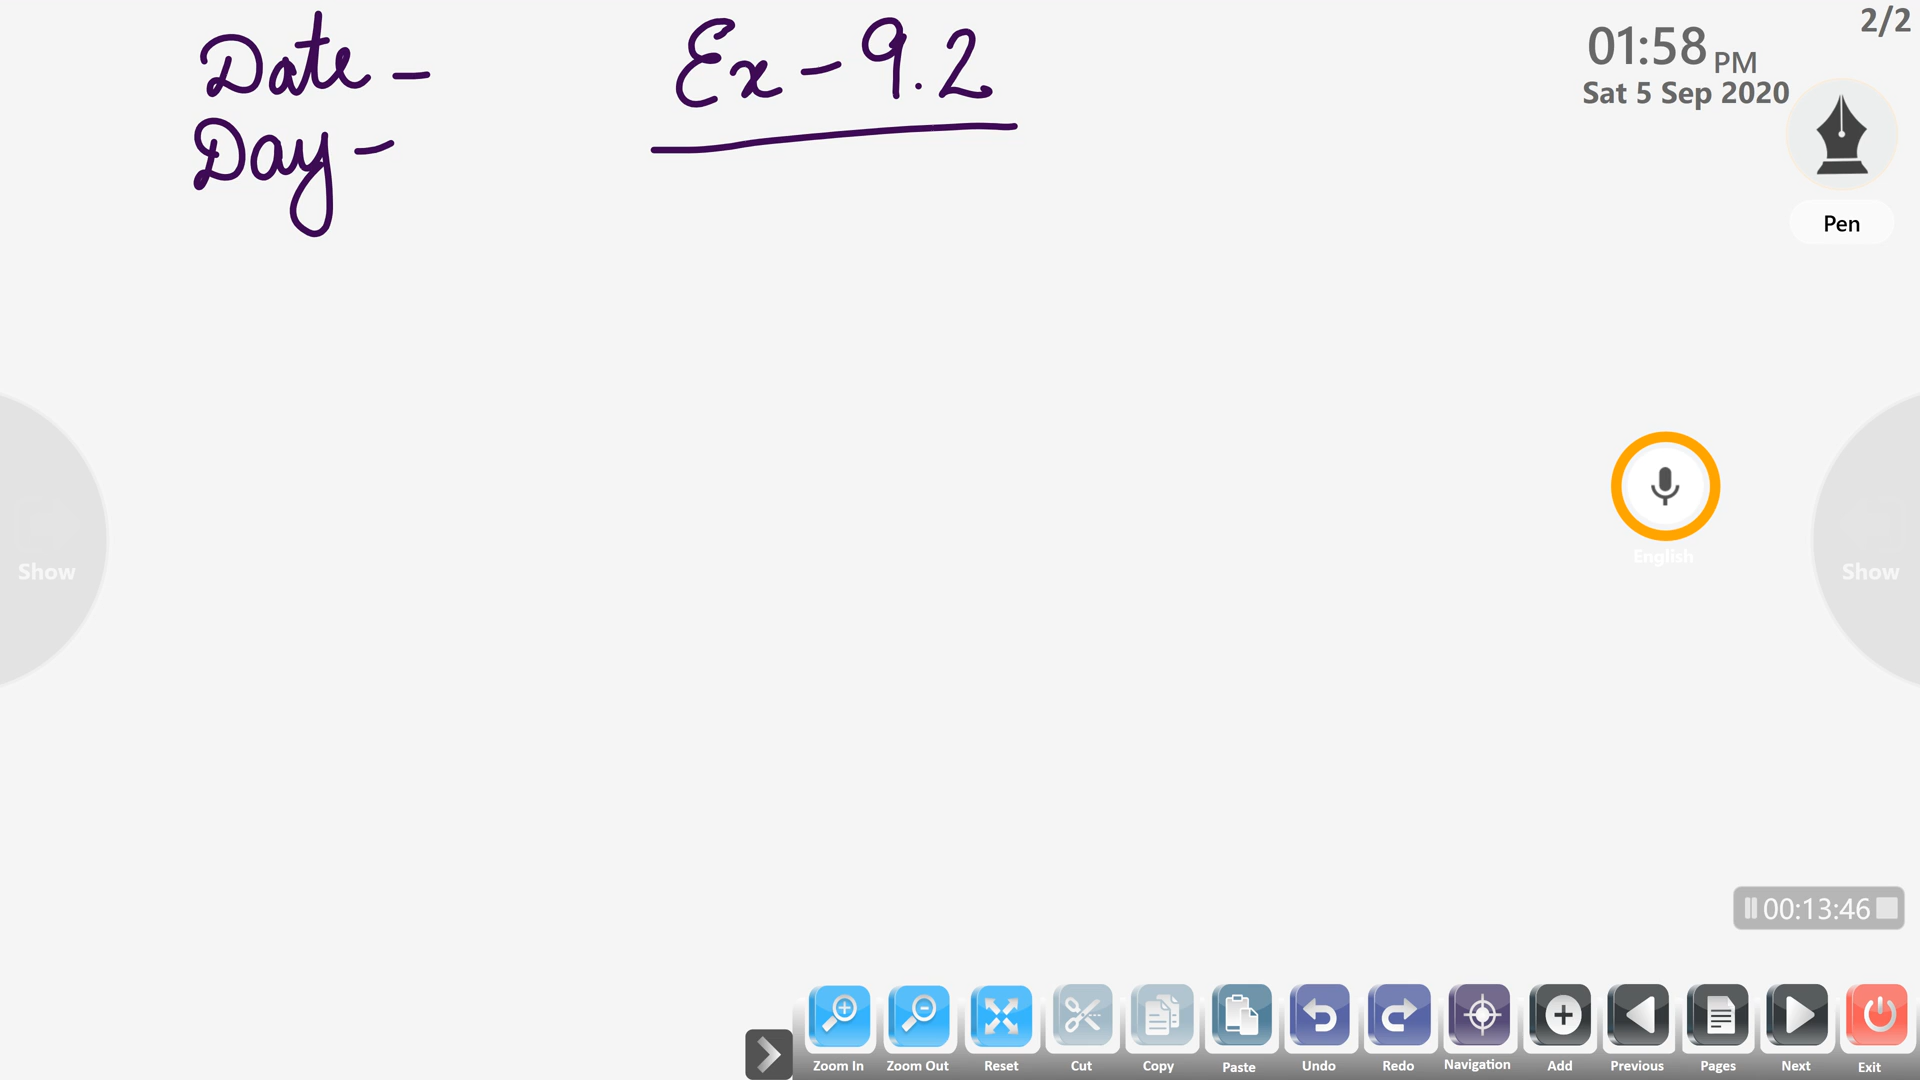 Date - Ex - 9.2
Day -
2/2
01:58 PM
Sat 5 Sep 2020
Pen
English
Show
Show
00:13:46
Zoom In Zoom Out Reset Cut Copy Paste Undo Redo Navigation Add Previous Pages Next Exit